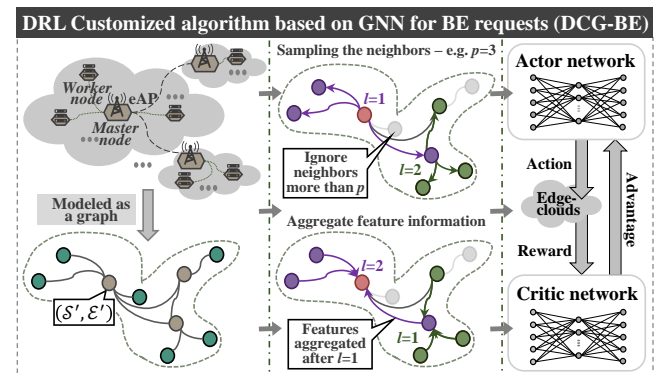 DRL Customized algorithm based on GNN for BE requests (DCG-BE)
Worker
node
eAP
Master
node
Modeled as
a graph
(𝒮′,ℰ′)
Sampling the neighbors – e.g. p=3
l=1
Ignore
neighbors
more than p
l=2
Aggregate feature information
l=2
Features
aggregated
after l=1
l=1
Actor network
Action
Edge-
clouds
Reward
Advantage
Critic network